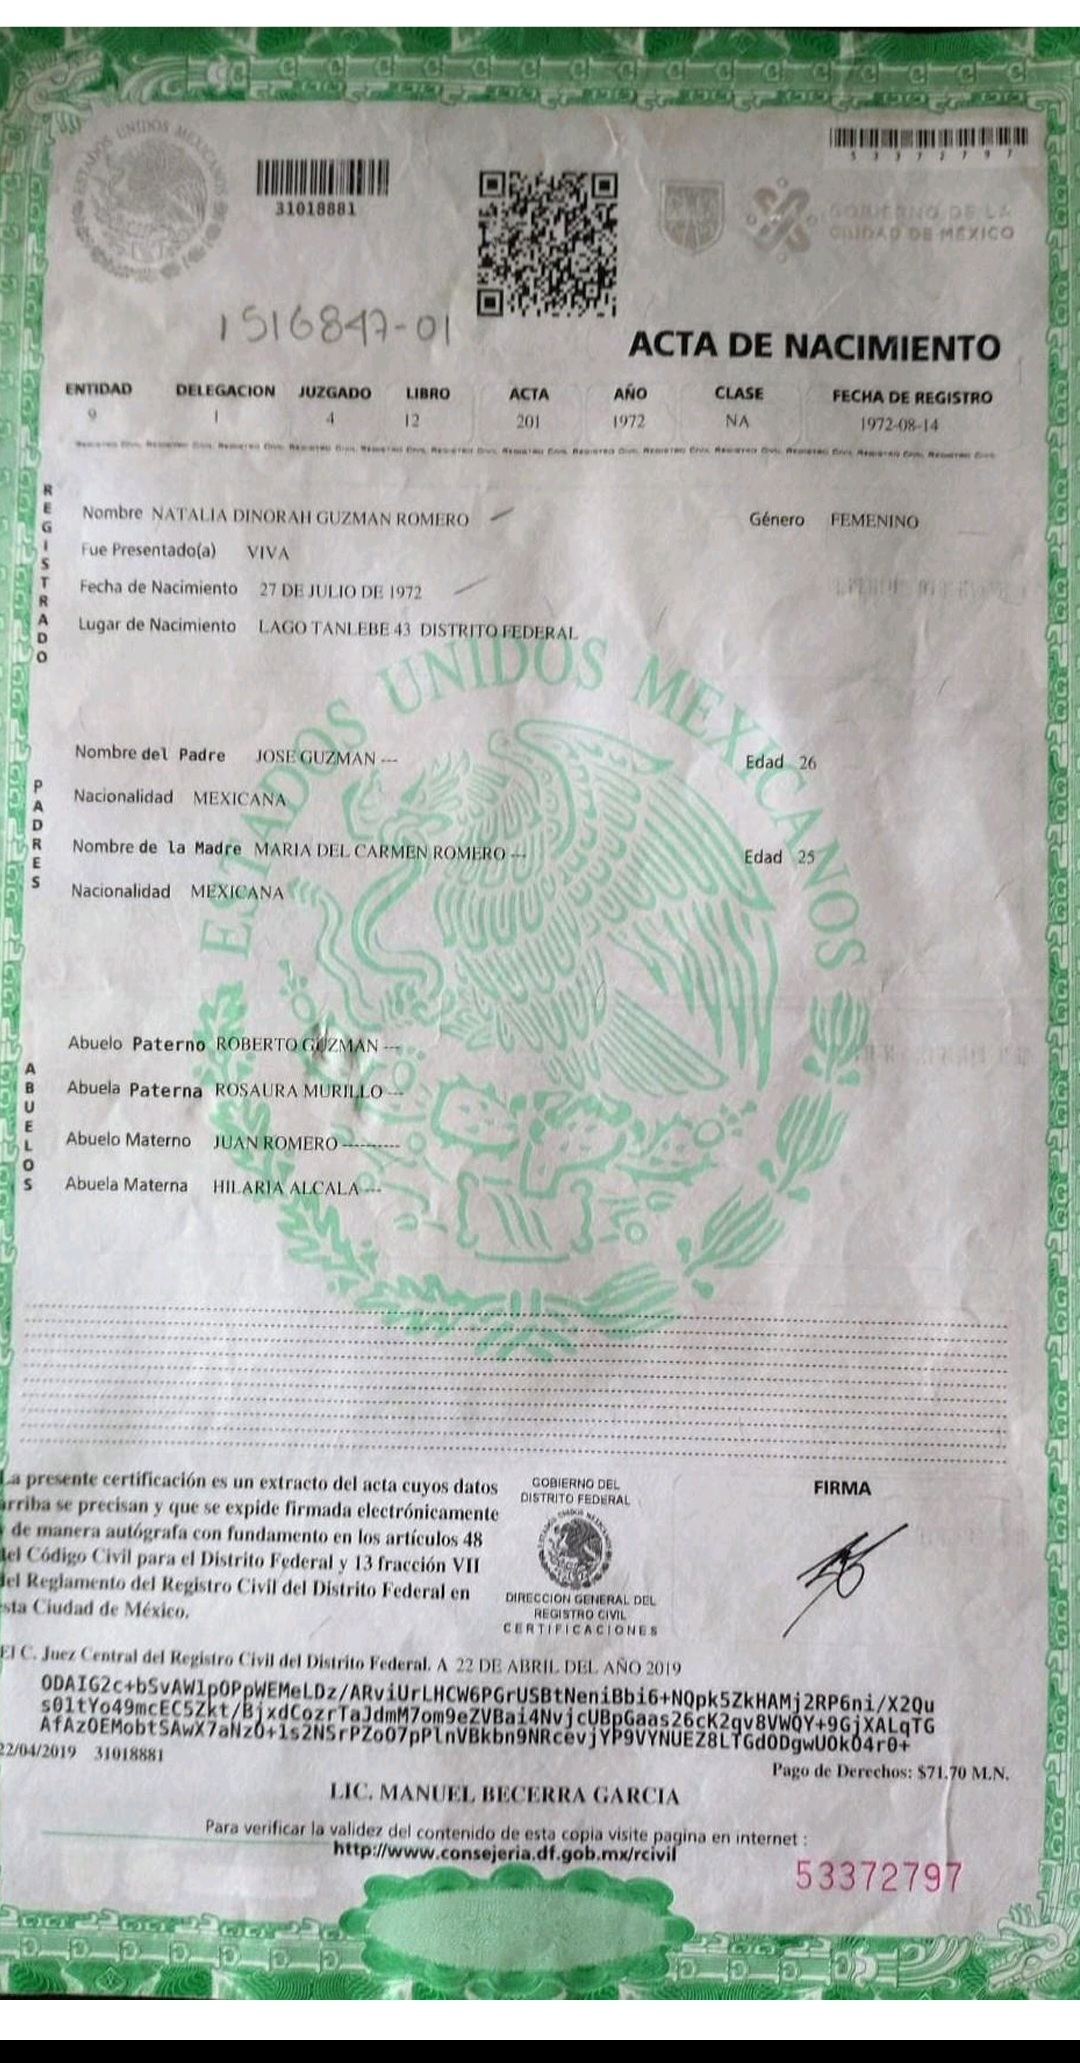 ESTADOS UNIDOS MEXICANOS
31018881
53372797
GOBIERNO DE LA
CIUDAD DE MÉXICO
1516847-01
ACTA DE NACIMIENTO
ENTIDAD DELEGACION JUZGADO LIBRO ACTA AÑO CLASE FECHA DE REGISTRO
9 1 4 12 201 1972 NA 1972-08-14
REGISTRADO
Nombre NATALIA DINORAH GUZMAN ROMERO Género FEMENINO
Fue Presentado(a) VIVA
Fecha de Nacimiento 27 DE JULIO DE 1972
Lugar de Nacimiento LAGO TANLEBE 43 DISTRITO FEDERAL
ESTADOS UNIDOS MEXICANOS
PADRES
Nombre del Padre JOSE GUZMAN --- Edad 26
Nacionalidad MEXICANA
Nombre de la Madre MARIA DEL CARMEN ROMERO --- Edad 25
Nacionalidad MEXICANA
ABUELOS
Abuelo Paterno ROBERTO GUZMAN ---
Abuela Paterna ROSAURA MURILLO ---
Abuelo Materno JUAN ROMERO ----------
Abuela Materna HILARIA ALCALA ---
La presente certificación es un extracto del acta cuyos datos
arriba se precisan y que se expide firmada electrónicamente
y de manera autógrafa con fundamento en los artículos 48
del Código Civil para el Distrito Federal y 13 fracción VII
del Reglamento del Registro Civil del Distrito Federal en
esta Ciudad de México.
GOBIERNO DEL
DISTRITO FEDERAL
DIRECCION GENERAL DEL
REGISTRO CIVIL
CERTIFICACIONES
FIRMA
El C. Juez Central del Registro Civil del Distrito Federal. A 22 DE ABRIL DEL AÑO 2019
ODAIG2c+bSvAW1pOPpWEMeLDz/ARviUrLHCW6PGrUSBtNeniBbi6+NQpk5ZkHAMj2RP6ni/X2Qu
s01tYo49mcEC5Zkt/BjxdCozrTaJdmM7om9eZVBai4NvjcUBpGaas26cK2qv8VWQY+9GjXALqTG
AfAzOEMobtSAwX7aNz0+1s2NSrPZoO7pPlnVBkbn9NRcevjYP9VYNUEZ8LTGdODgwU0kO4r0+
22/04/2019 31018881
Pago de Derechos: $71.70 M.N.
LIC. MANUEL BECERRA GARCIA
Para verificar la validez del contenido de esta copia visite pagina en internet :
http://www.consejeria.df.gob.mx/rcivil
53372797